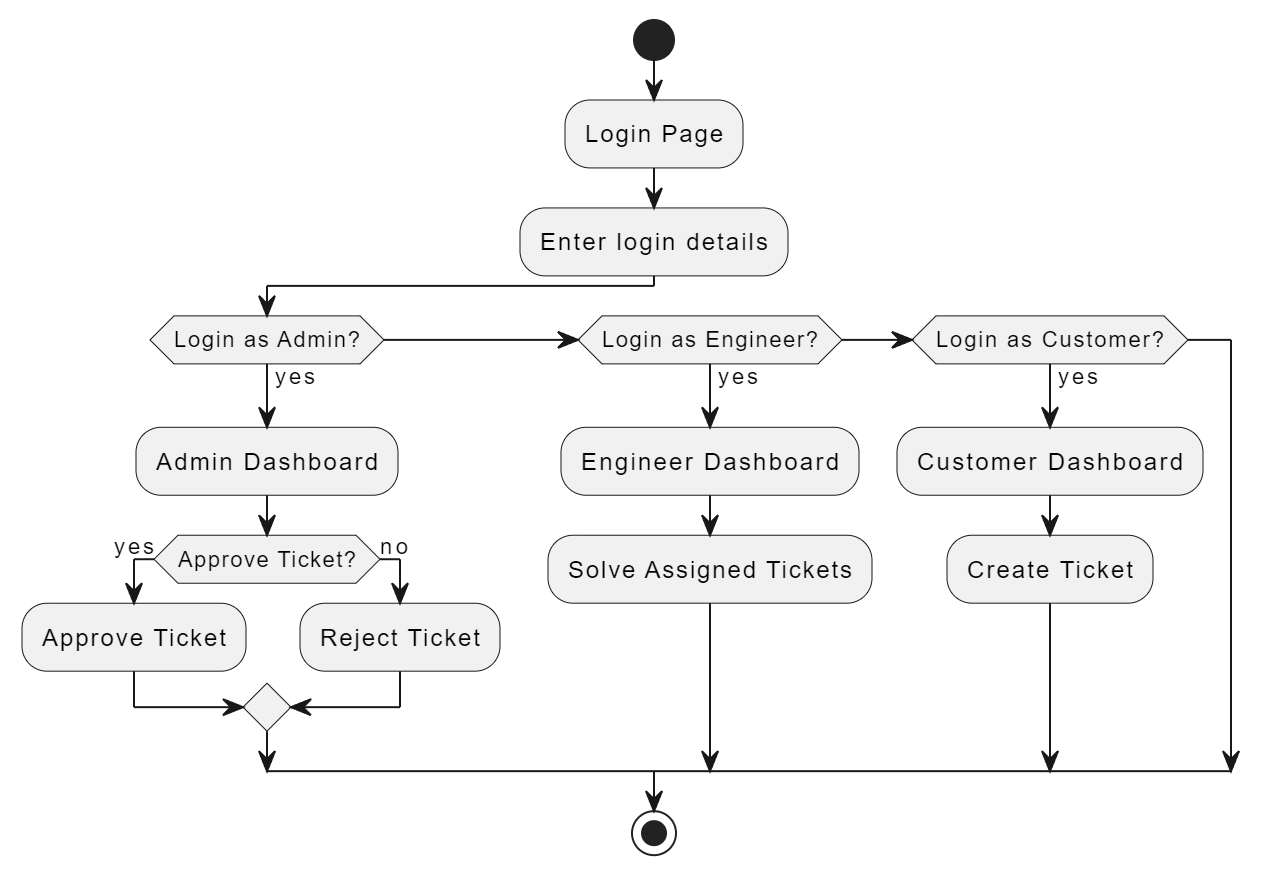 Login Page
Enter login details
Login as Admin?
Login as Engineer?
Login as Customer?
yes
yes
yes
Admin Dashboard
Engineer Dashboard
Customer Dashboard
yes
Approve Ticket?
no
Solve Assigned Tickets
Create Ticket
Approve Ticket
Reject Ticket